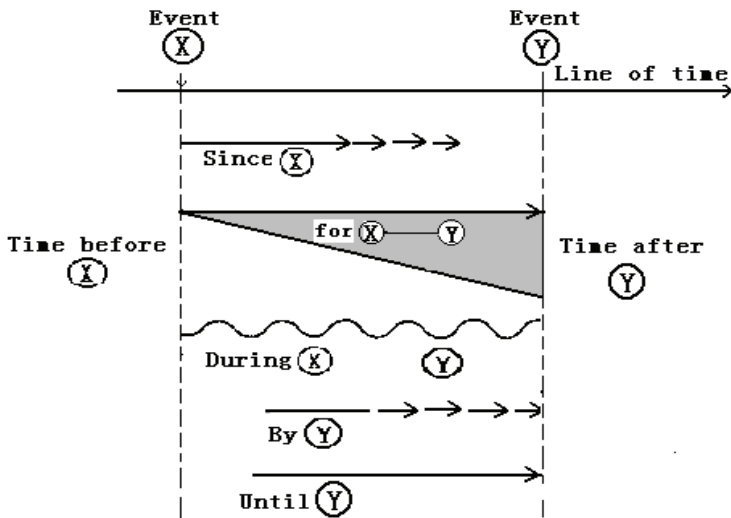 Event Event
X Y
Line of time
Since X
for X Y
Time before Time after
X Y
During X Y
By Y
Until Y